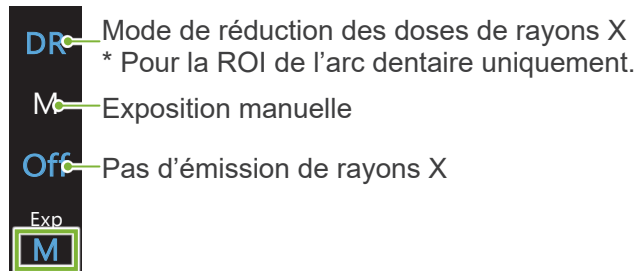 DR Mode de réduction des doses de rayons X
* Pour la ROI de l'arc dentaire uniquement.
M Exposition manuelle
Off Pas d'émission de rayons X
Exp
M